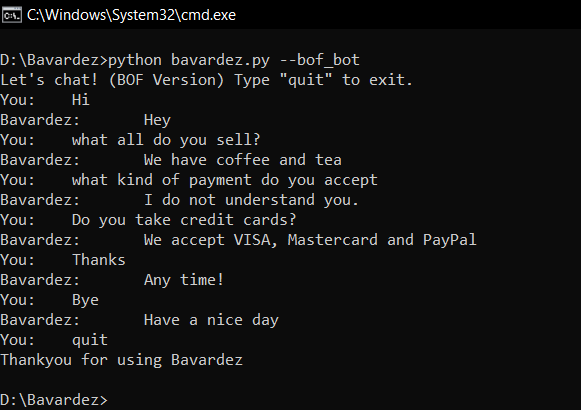 C:\Windows\System32\cmd.exe
D:\Bavardez>python bavardez.py --bof_bot
Let's chat! (BOF Version) Type "quit" to exit.
You: Hi
Bavardez: Hey
You: what all do you sell?
Bavardez: We have coffee and tea
You: what kind of payment do you accept
Bavardez: I do not understand you.
You: Do you take credit cards?
Bavardez: We accept VISA, Mastercard and PayPal
You: Thanks
Bavardez: Any time!
You: Bye
Bavardez: Have a nice day
You: quit
Thankyou for using Bavardez
D:\Bavardez>